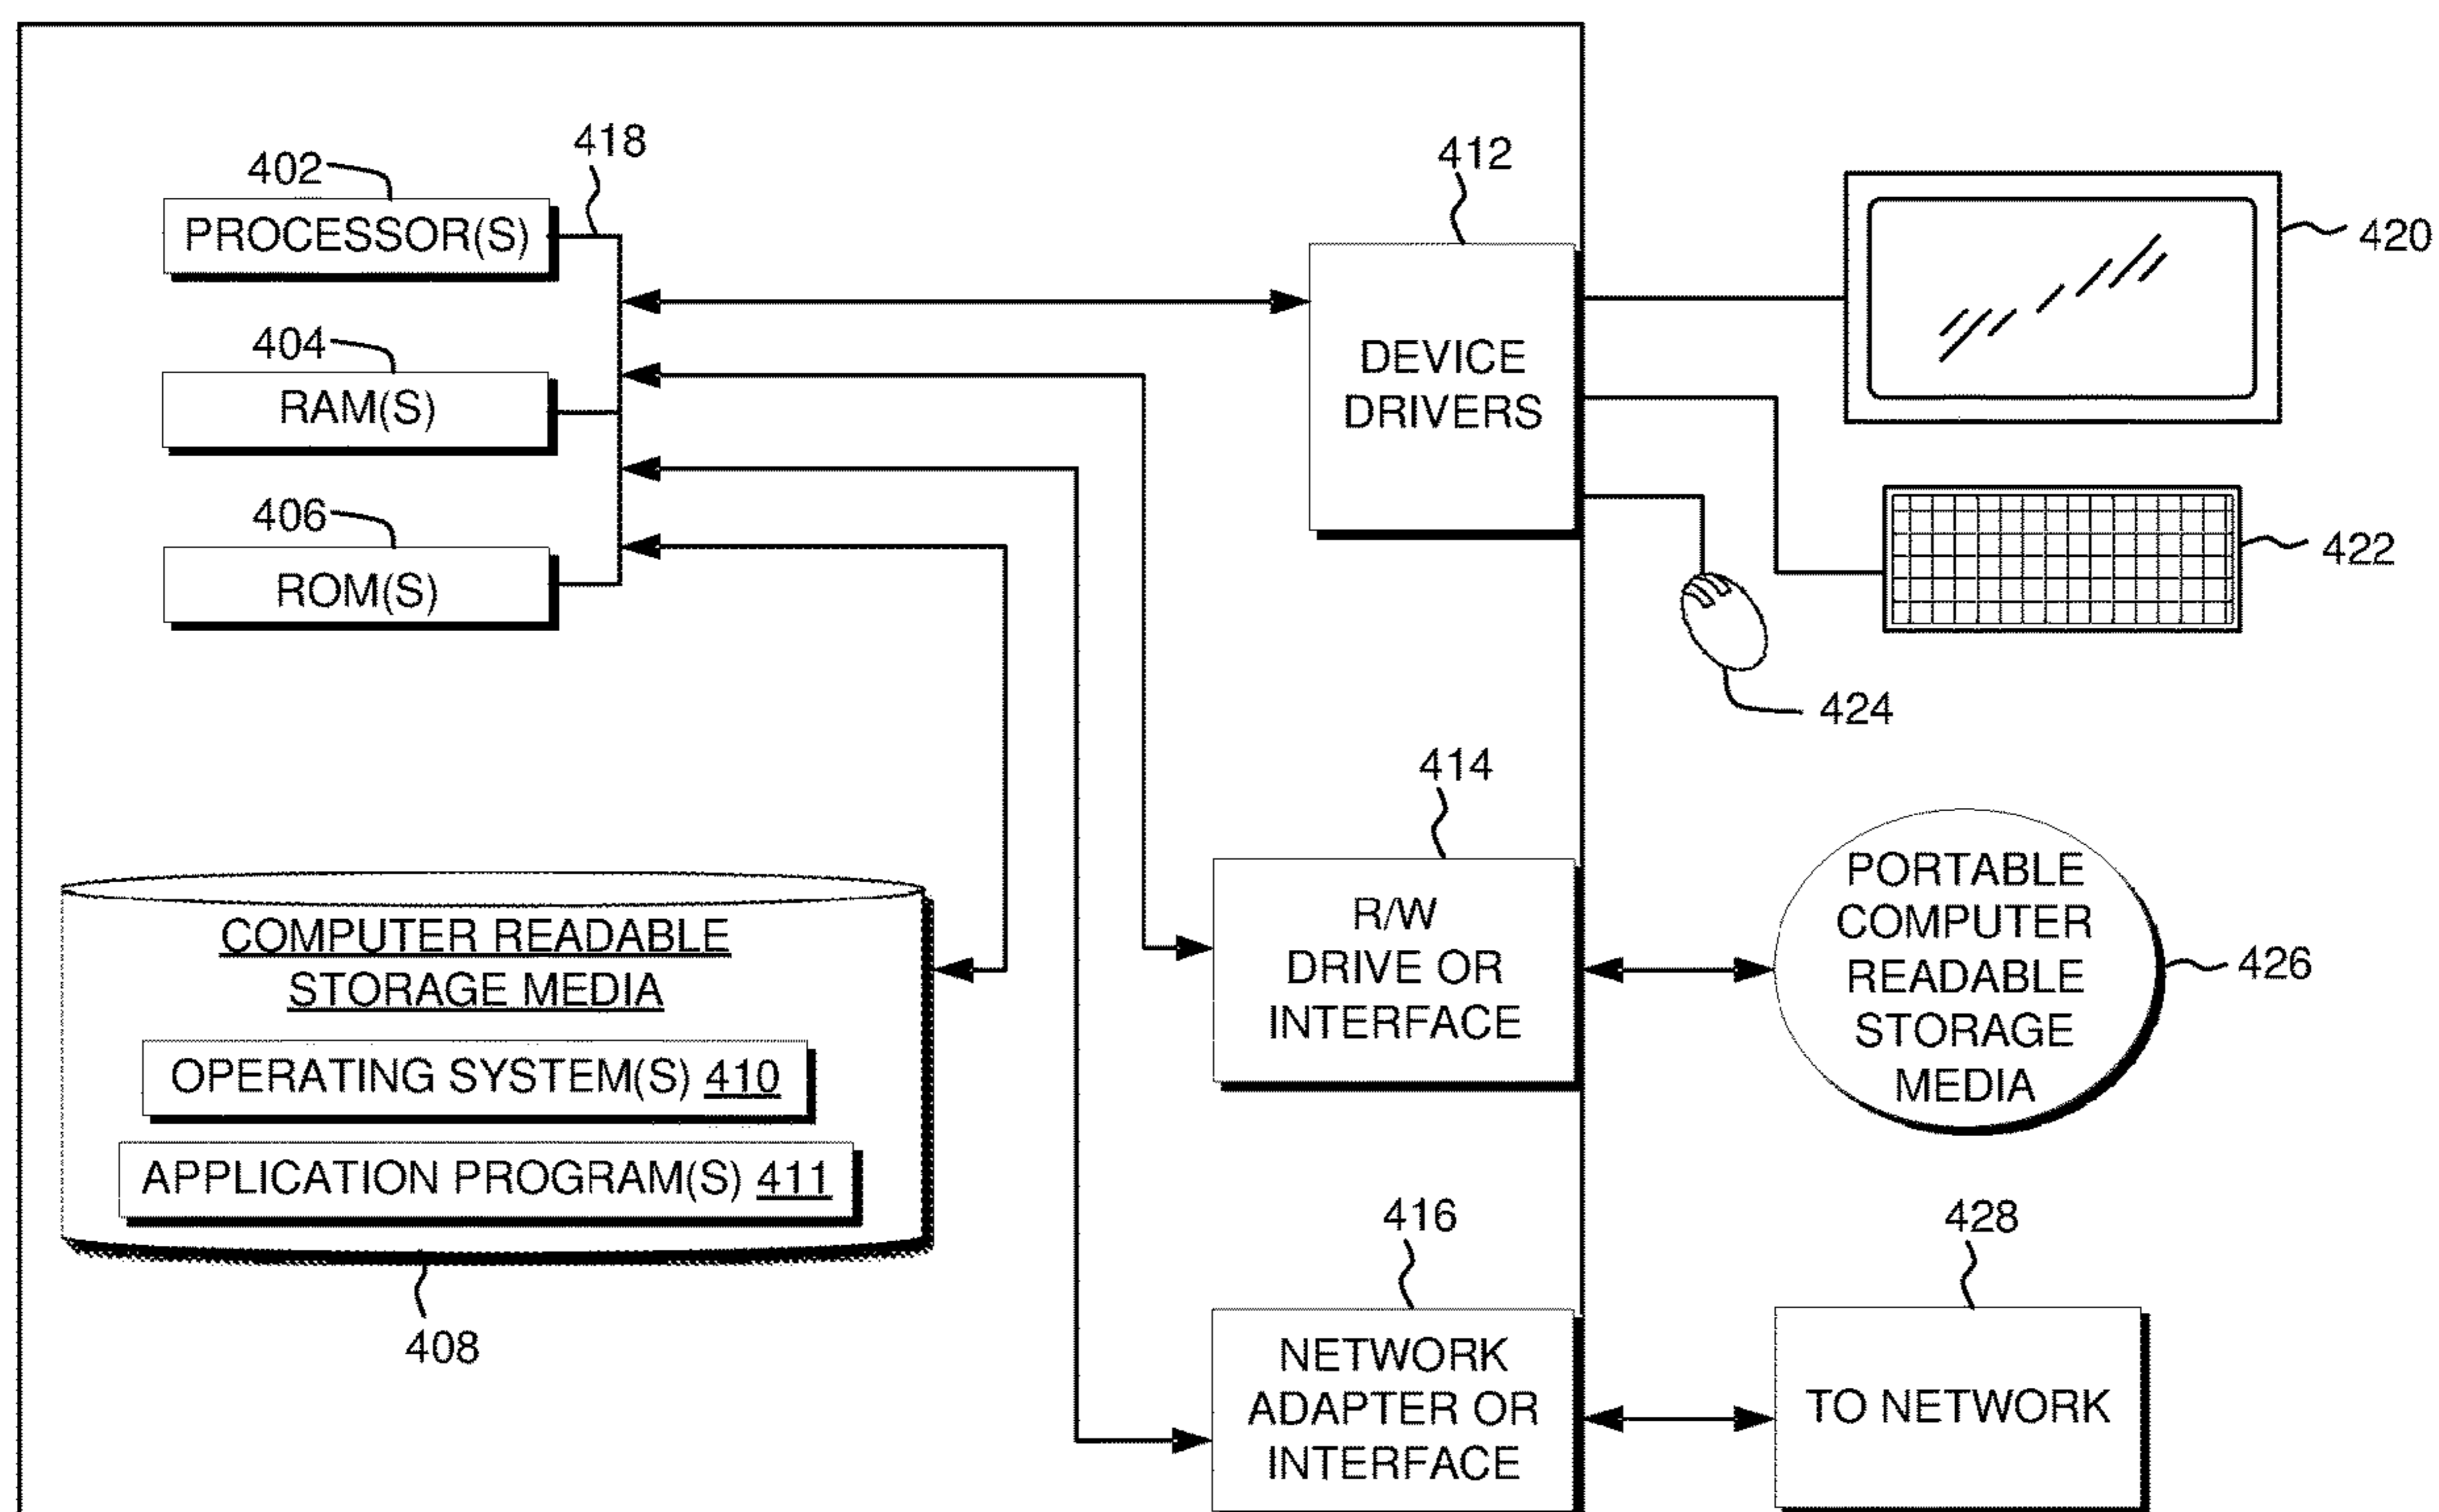 402
418
PROCESSOR(S)
404
RAM(S)
406
ROM(S)
412
DEVICE
DRIVERS
420
422
424
414
R/W
DRIVE OR
INTERFACE
PORTABLE
COMPUTER
READABLE
STORAGE
MEDIA
426
COMPUTER READABLE
STORAGE MEDIA
OPERATING SYSTEM(S) 410
APPLICATION PROGRAM(S) 411
408
416
NETWORK
ADAPTER OR
INTERFACE
428
TO NETWORK